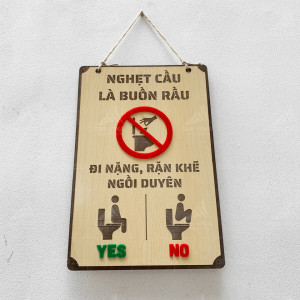 NGHẸT CẦU
LÀ BUỒN RẦU
ĐI NẶNG, RẶN KHẼ
NGỒI DUYÊN
YES
NO